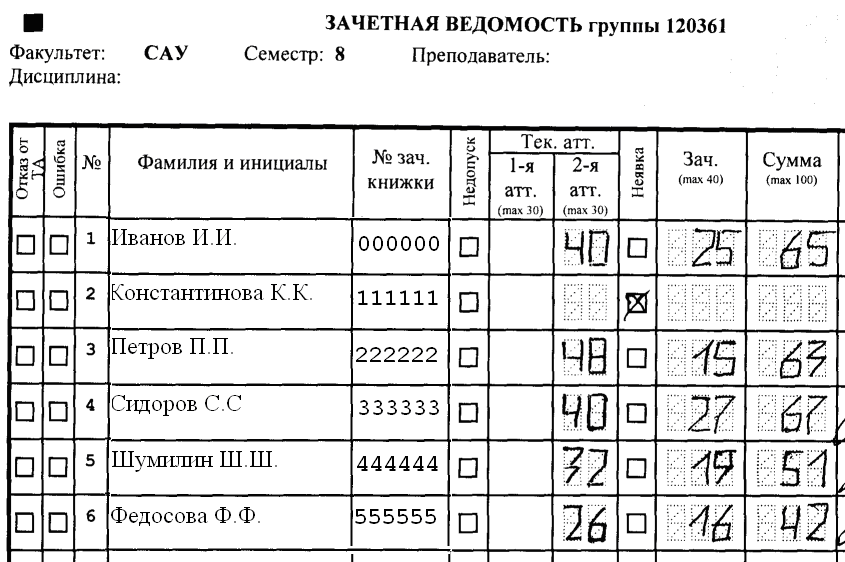 ЗАЧЕТНАЯ ВЕДОМОСТЬ группы 120361
Факультет: САУ Семестр: 8 Преподаватель:
Дисциплина:
Отказ от ТА Ошибка № Фамилия и инициалы № зач. книжки Недопуск Тек. атт. 1-я атт. (max 30) 2-я атт. (max 30) Неявка Зач. (max 40) Сумма (max 100)
1 Иванов И.И. 000000 40 25 65
2 Константинова К.К. 111111
3 Петров П.П. 222222 48 15 63
4 Сидоров С.С 333333 40 27 67
5 Шумилин Ш.Ш. 444444 32 19 51
6 Федосова Ф.Ф. 555555 26 16 42